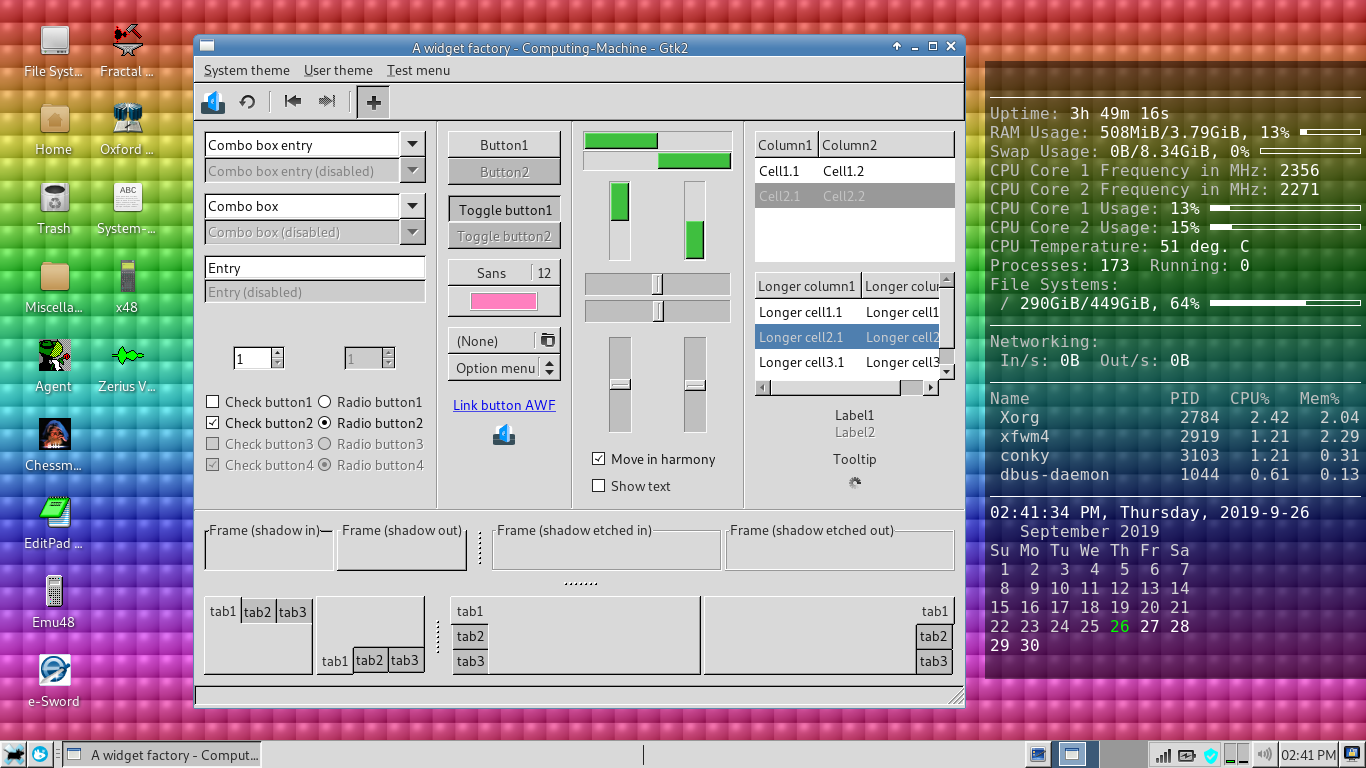 File Syst...
Fractal ...
Home
Oxford ...
Trash
ABC
System-...
Miscella...
x48
Agent
Zerius V...
Chessm...
EditPad ...
Emu48
e-Sword
A widget factory - Computing-Machine - Gtk2
System theme User theme Test menu
Combo box entry
Combo box entry (disabled)
Combo box
Combo box (disabled)
Entry
Entry (disabled)
1 1
Check button1 Radio button1
Check button2 Radio button2
Check button3 Radio button3
Check button4 Radio button4
Button1
Button2
Toggle button1
Toggle button2
Sans 12
(None)
Option menu
Link button AWF
Move in harmony
Show text
Column1 Column2
Cell1.1 Cell1.2
Cell2.1 Cell2.2
Longer column1 Longer colur
Longer cell1.1 Longer cell1
Longer cell2.1 Longer cell2
Longer cell3.1 Longer cell3
Label1
Label2
Tooltip
Frame (shadow in) Frame (shadow out) Frame (shadow etched in) Frame (shadow etched out)
tab1 tab2 tab3
tab1 tab2 tab3
tab1
tab2
tab3
tab1
tab2
tab3
Uptime: 3h 49m 16s
RAM Usage: 508MiB/3.79GiB, 13%
Swap Usage: 0B/8.34GiB, 0%
CPU Core 1 Frequency in MHz: 2356
CPU Core 2 Frequency in MHz: 2271
CPU Core 1 Usage: 13%
CPU Core 2 Usage: 15%
CPU Temperature: 51 deg. C
Processes: 173 Running: 0
File Systems:
/ 290GiB/449GiB, 64%
Networking:
In/s: 0B Out/s: 0B
Name PID CPU% Mem%
Xorg 2784 2.42 2.04
xfwm4 2919 1.21 2.29
conky 3103 1.21 0.31
dbus-daemon 1044 0.61 0.13
02:41:34 PM, Thursday, 2019-9-26
September 2019
Su Mo Tu We Th Fr Sa
1 2 3 4 5 6 7
8 9 10 11 12 13 14
15 16 17 18 19 20 21
22 23 24 25 26 27 28
29 30
A widget factory - Comput...
02:41 PM